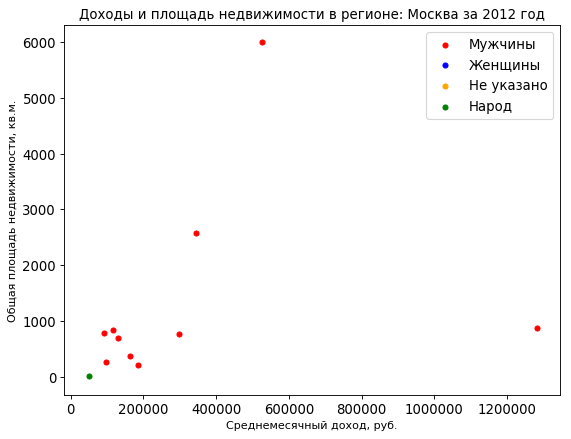 Доходы и площадь недвижимости в регионе: Москва за 2012 год
Общая площадь недвижимости, кв.м.
6000
5000
4000
3000
2000
1000
0
Мужчины
Женщины
Не указано
Народ
0 200000 400000 600000 800000 1000000 1200000
Среднемесячный доход, руб.